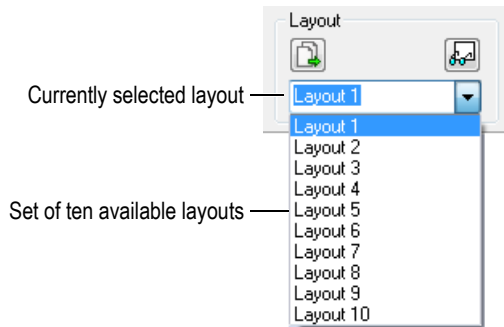 Layout
Currently selected layout
Layout 1
Layout 1
Layout 2
Layout 3
Layout 4
Set of ten available layouts
Layout 5
Layout 6
Layout 7
Layout 8
Layout 9
Layout 10